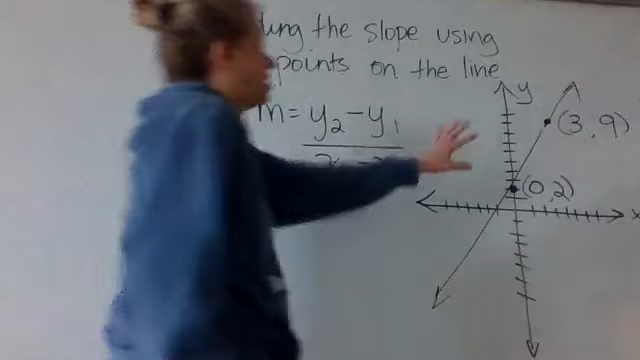 the slope using
points on the line
m = y₂ - y₁
y
(3, 9)
(0,2)
x